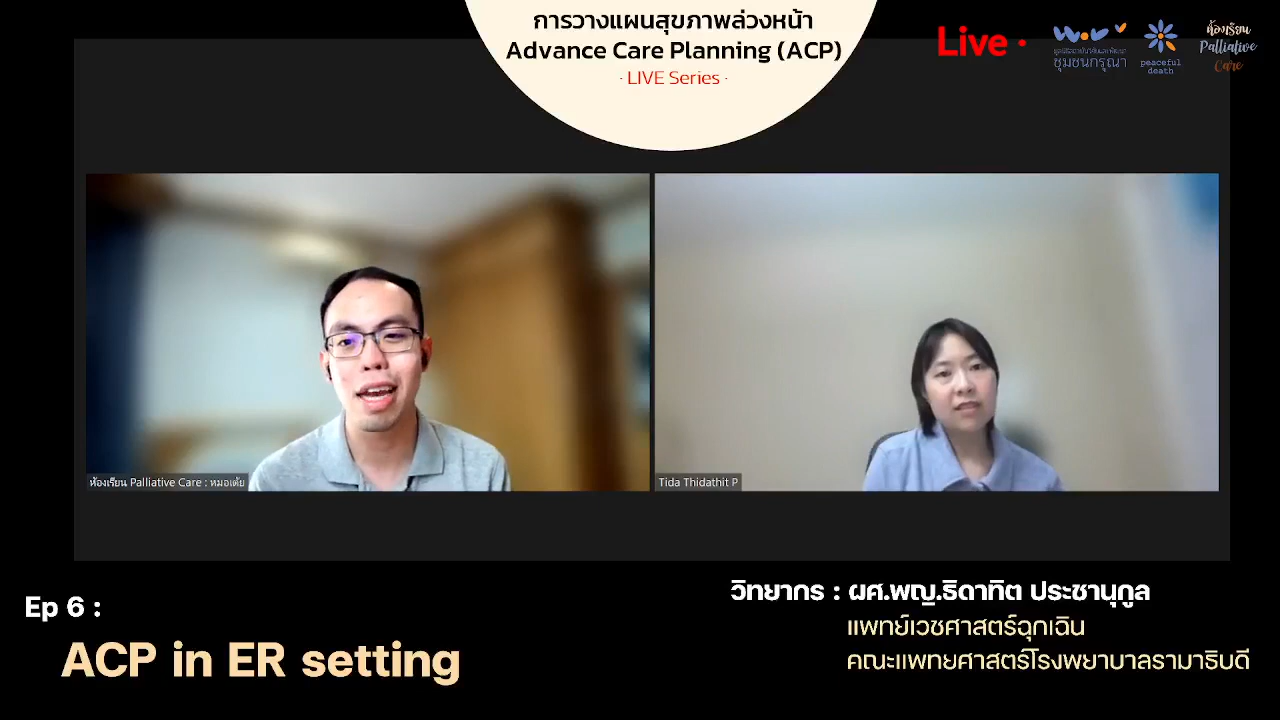 การวางแผนสุขภาพล่วงหน้า
Advance Care Planning (ACP)
· LIVE Series ·
Live ·
ชุมชนกรุณา
peaceful
death
ห้องเรียน
Palliative
Care
ห้องเรียน Palliative Care : หมอเต้ย
Tida Thidathit P
Ep 6 :
ACP in ER setting
วิทยากร : ผศ.พญ.ธิดาทิต ประชานุกูล
แพทย์เวชศาสตร์ฉุกเฉิน
คณะแพทยศาสตร์โรงพยาบาลรามาธิบดี